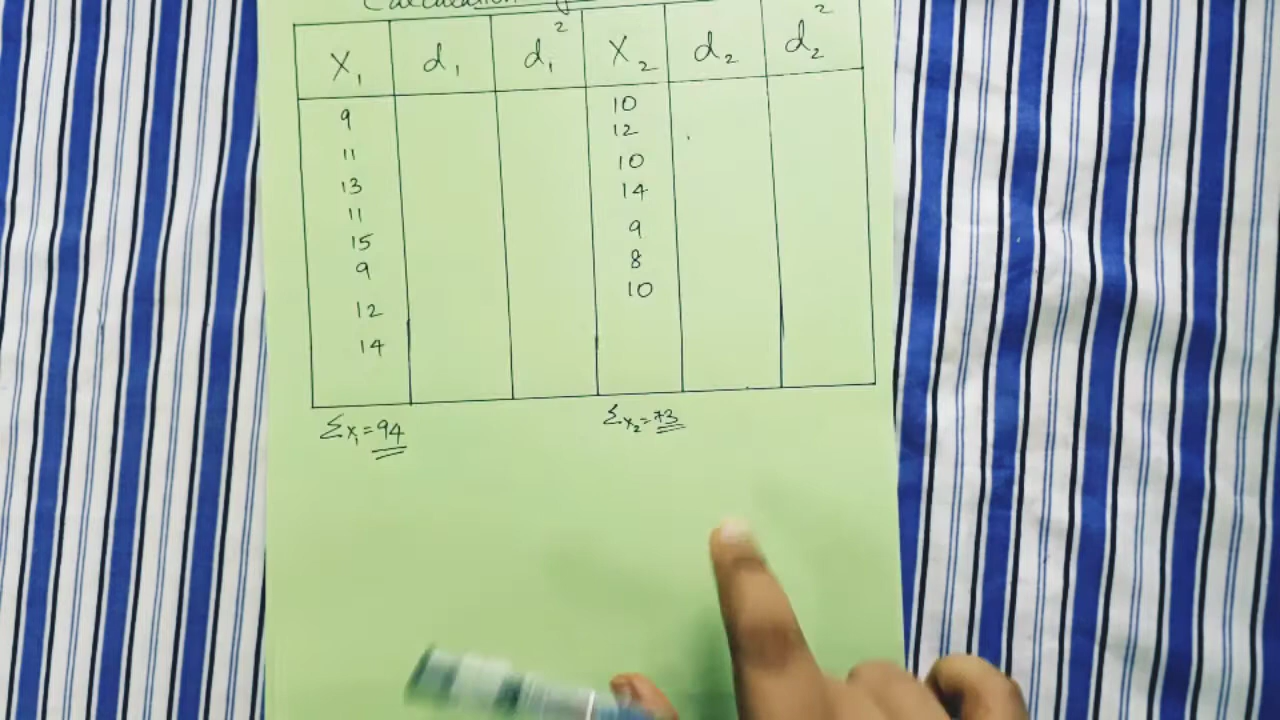 Calculation
X₁ d₁ d₁² X₂ d₂ d₂²
9 10
11 12
13 10
11 14
15 9
9 8
12 10
14
Σx₁=94 Σx₂=73